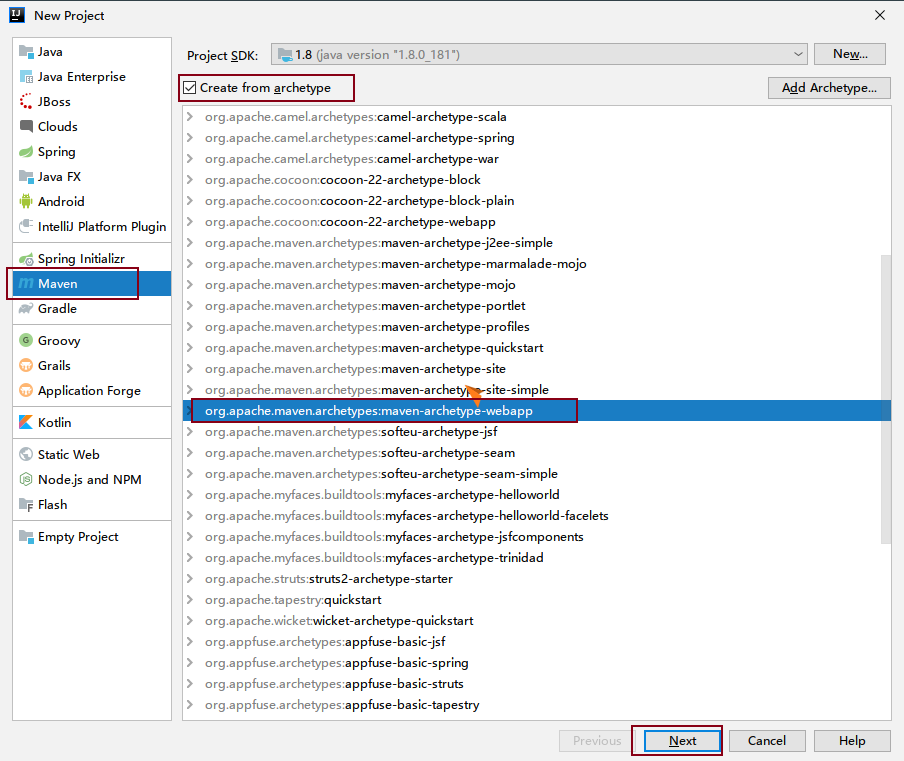 New Project
Java
Java Enterprise
JBoss
Clouds
Spring
Java FX
Android
IntelliJ Platform Plugin
Spring Initializr
Maven
Gradle
Groovy
Grails
Application Forge
Kotlin
Static Web
Node.js and NPM
Flash
Empty Project
Project SDK: 1.8 (java version "1.8.0_181") New...
Create from archetype Add Archetype...
org.apache.camel.archetypes:camel-archetype-scala
org.apache.camel.archetypes:camel-archetype-spring
org.apache.camel.archetypes:camel-archetype-war
org.apache.cocoon:cocoon-22-archetype-block
org.apache.cocoon:cocoon-22-archetype-block-plain
org.apache.cocoon:cocoon-22-archetype-webapp
org.apache.maven.archetypes:maven-archetype-j2ee-simple
org.apache.maven.archetypes:maven-archetype-marmalade-mojo
org.apache.maven.archetypes:maven-archetype-mojo
org.apache.maven.archetypes:maven-archetype-portlet
org.apache.maven.archetypes:maven-archetype-profiles
org.apache.maven.archetypes:maven-archetype-quickstart
org.apache.maven.archetypes:maven-archetype-site
org.apache.maven.archetypes:maven-archetype-site-simple
org.apache.maven.archetypes:maven-archetype-webapp
org.apache.maven.archetypes:softeu-archetype-jsf
org.apache.maven.archetypes:softeu-archetype-seam
org.apache.maven.archetypes:softeu-archetype-seam-simple
org.apache.myfaces.buildtools:myfaces-archetype-helloworld
org.apache.myfaces.buildtools:myfaces-archetype-helloworld-facelets
org.apache.myfaces.buildtools:myfaces-archetype-jsfcomponents
org.apache.myfaces.buildtools:myfaces-archetype-trinidad
org.apache.struts:struts2-archetype-starter
org.apache.tapestry:quickstart
org.apache.wicket:wicket-archetype-quickstart
org.appfuse.archetypes:appfuse-basic-jsf
org.appfuse.archetypes:appfuse-basic-spring
org.appfuse.archetypes:appfuse-basic-struts
org.appfuse.archetypes:appfuse-basic-tapestry
Previous Next Cancel Help